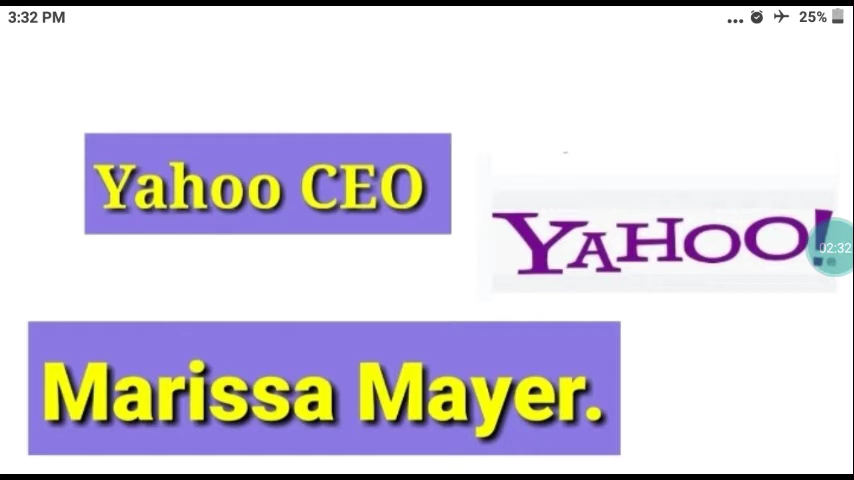 3:32 PM
... 25%
Yahoo CEO
YAHOO!
02:32
Marissa Mayer.